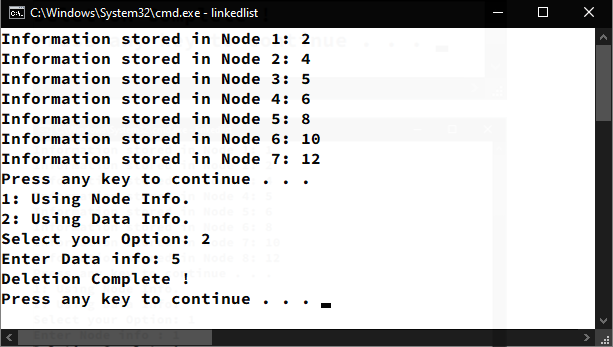 C:\Windows\System32\cmd.exe - linkedlist
Information stored in Node 1: 2
Information stored in Node 2: 4
Information stored in Node 3: 5
Information stored in Node 4: 6
Information stored in Node 5: 8
Information stored in Node 6: 10
Information stored in Node 7: 12
Press any key to continue . . .
1: Using Node Info.
2: Using Data Info.
Select your Option: 2
Enter Data info: 5
Deletion Complete !
Press any key to continue . . .